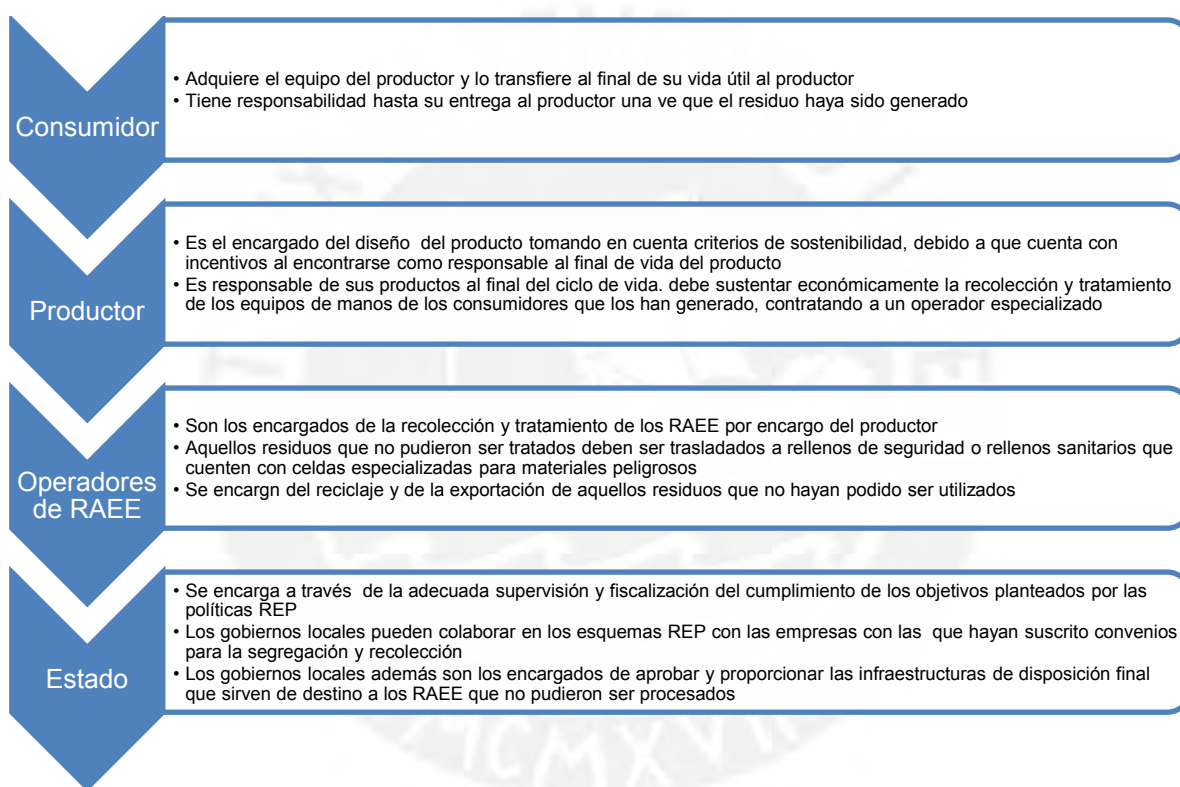 Consumidor
• Adquiere el equipo del productor y lo transfiere al final de su vida útil al productor
• Tiene responsabilidad hasta su entrega al productor una ve que el residuo haya sido generado
Productor
• Es el encargado del diseño del producto tomando en cuenta criterios de sostenibilidad, debido a que cuenta con
incentivos al encontrarse como responsable al final de vida del producto
• Es responsable de sus productos al final del ciclo de vida. debe sustentar económicamente la recolección y tratamiento
de los equipos de manos de los consumidores que los han generado, contratando a un operador especializado
Operadores
de RAEE
• Son los encargados de la recolección y tratamiento de los RAEE por encargo del productor
• Aquellos residuos que no pudieron ser tratados deben ser trasladados a rellenos de seguridad o rellenos sanitarios que
cuenten con celdas especializadas para materiales peligrosos
• Se encargn del reciclaje y de la exportación de aquellos residuos que no hayan podido ser utilizados
Estado
• Se encarga a través de la adecuada supervisión y fiscalización del cumplimiento de los objetivos planteados por las
políticas REP
• Los gobiernos locales pueden colaborar en los esquemas REP con las empresas con las que hayan suscrito convenios
para la segregación y recolección
• Los gobiernos locales además son los encargados de aprobar y proporcionar las infraestructuras de disposición final
que sirven de destino a los RAEE que no pudieron ser procesados
MCMXVII